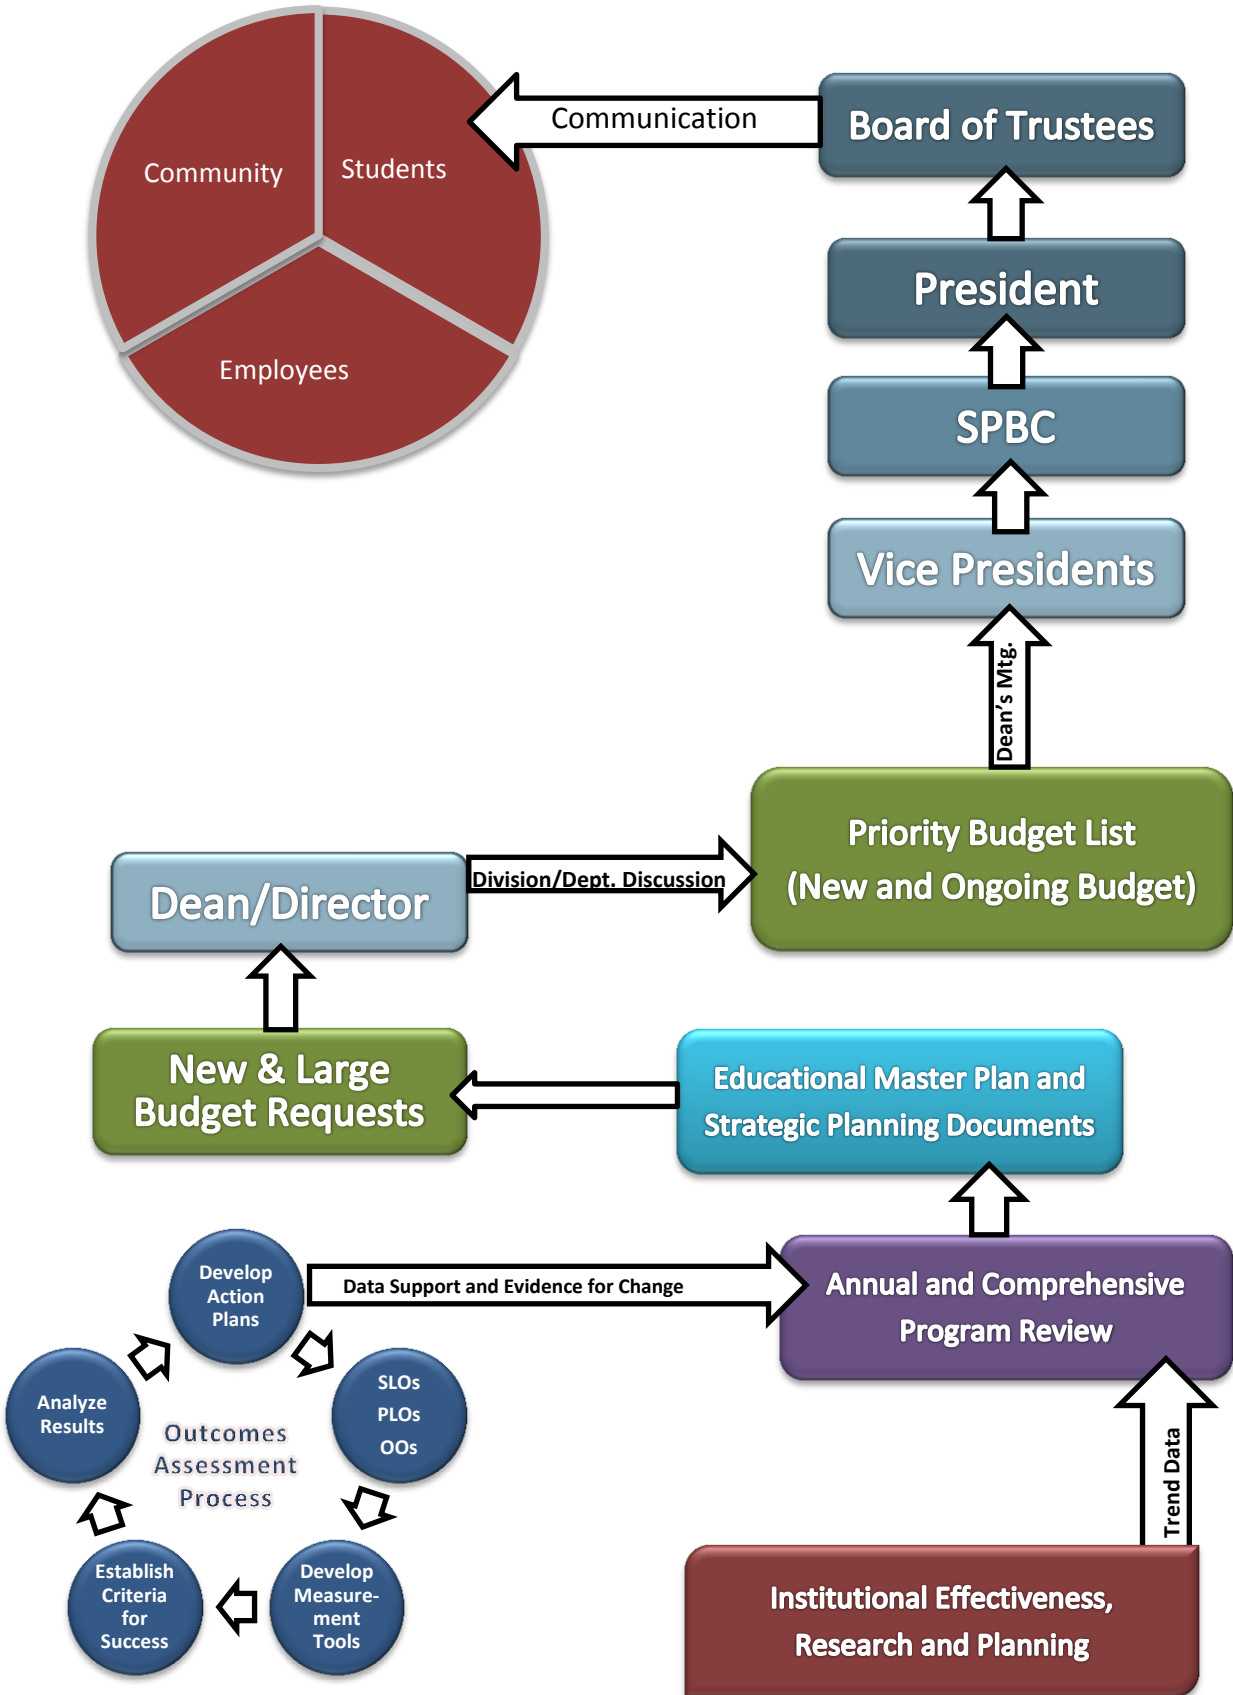 Communication
Board of Trustees
Community
Students
Employees
President
SPBC
Vice Presidents
Dean's Mtg.
Priority Budget List
(New and Ongoing Budget)
Division/Dept. Discussion
Dean/Director
New & Large
Budget Requests
Educational Master Plan and
Strategic Planning Documents
Develop
Action
Plans
Data Support and Evidence for Change
Annual and Comprehensive
Program Review
Analyze
Results
SLOs
PLOs
OOs
Outcomes
Assessment
Process
Trend Data
Establish
Criteria
for
Success
Develop
Measure-
ment
Tools
Institutional Effectiveness,
Research and Planning